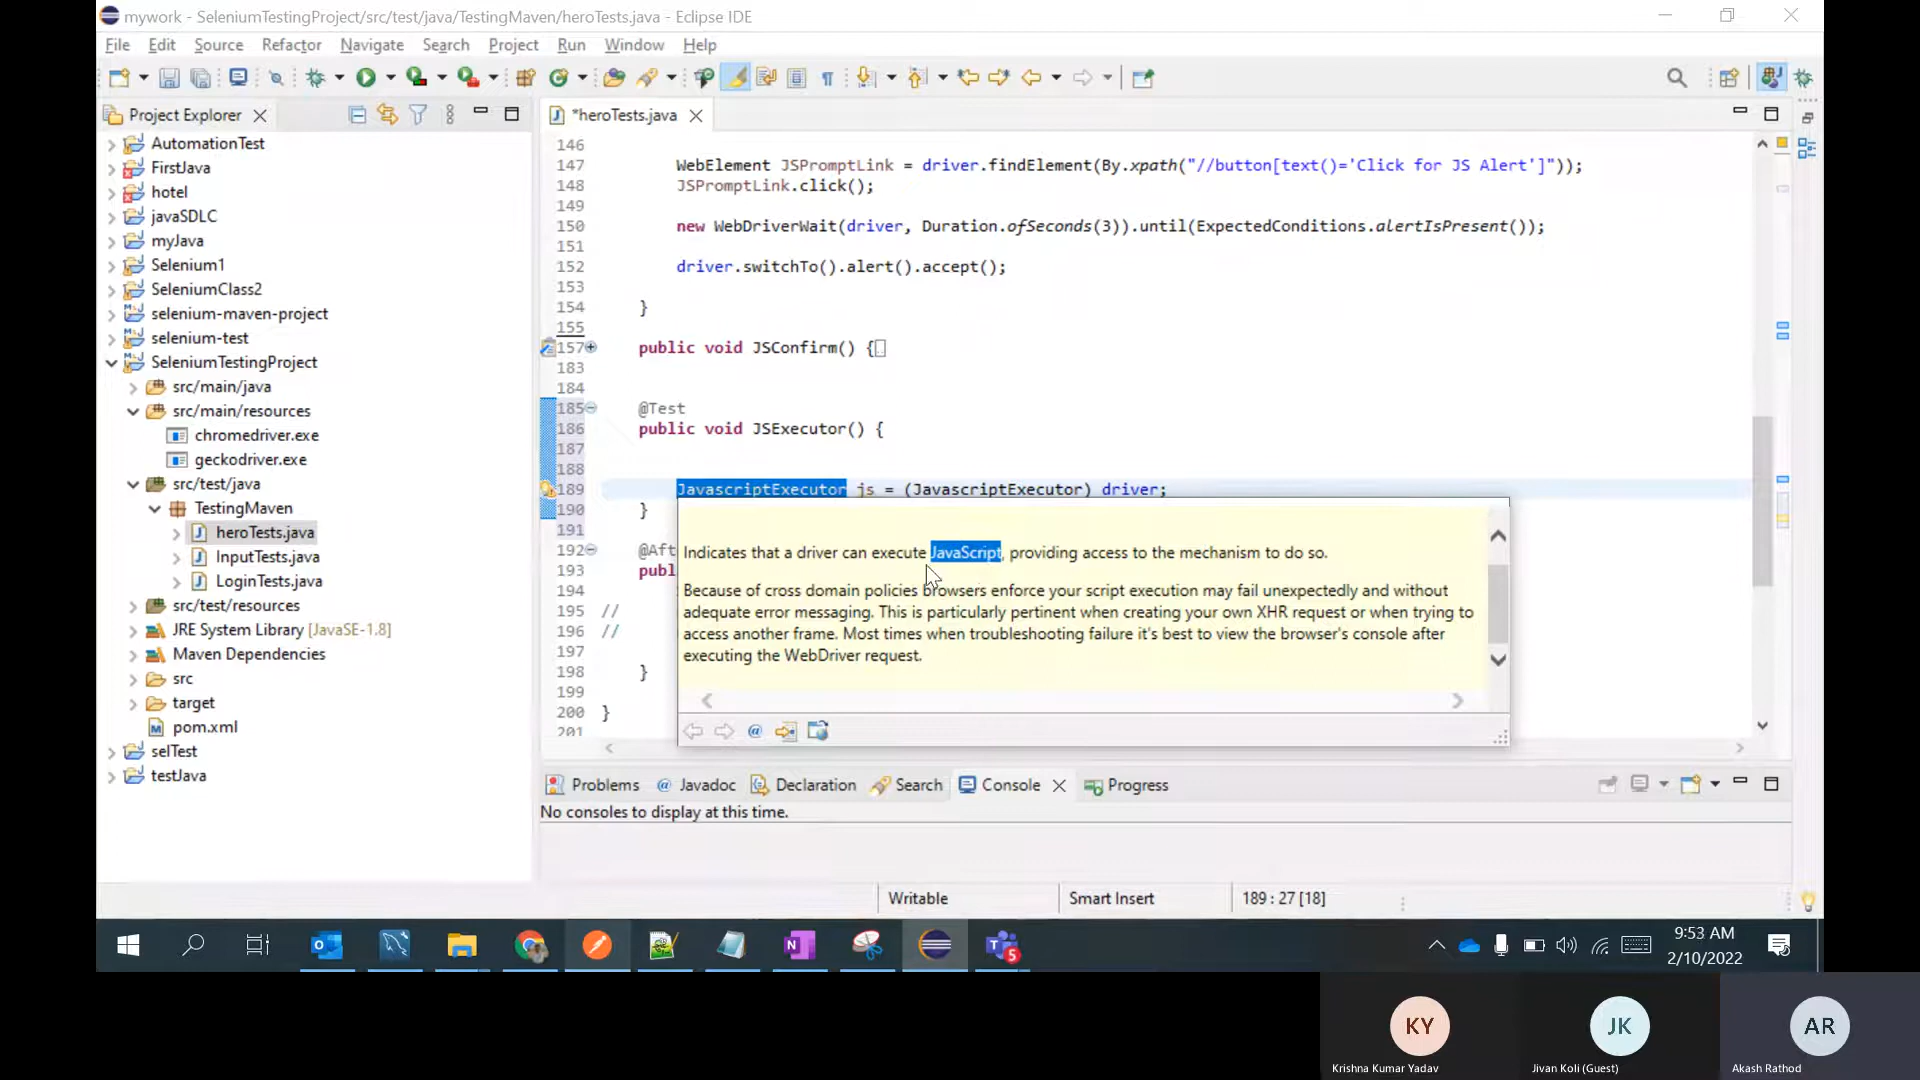 mywork - SeleniumTestingProject/src/test/java/TestingMaven/heroTests.java - Eclipse IDE
File Edit Source Refactor Navigate Search Project Run Window Help
Project Explorer
*heroTests.java
AutomationTest
FirstJava
hotel
javaSDLC
myJava
Selenium1
SeleniumClass2
selenium-maven-project
selenium-test
SeleniumTestingProject
src/main/java
src/main/resources
chromedriver.exe
geckodriver.exe
src/test/java
TestingMaven
heroTests.java
InputTests.java
LoginTests.java
src/test/resources
JRE System Library [JavaSE-1.8]
Maven Dependencies
src
target
pom.xml
selTest
testJava
146
147 WebElement JSPromptLink = driver.findElement(By.xpath("//button[text()='Click for JS Alert']"));
148 JSPromptLink.click();
149
150 new WebDriverWait(driver, Duration.ofSeconds(3)).until(ExpectedConditions.alertIsPresent());
151
152 driver.switchTo().alert().accept();
153
154 }
155
157 public void JSConfirm() {
183
184
185 @Test
186 public void JSExecutor() {
187
188
189 JavascriptExecutor js = (JavascriptExecutor) driver;
190 }
191
192 @Aft
193 publ
194
195 //
196 //
197
198 }
199
200 }
201
Indicates that a driver can execute JavaScript, providing access to the mechanism to do so.
Because of cross domain policies browsers enforce your script execution may fail unexpectedly and without
adequate error messaging. This is particularly pertinent when creating your own XHR request or when trying to
access another frame. Most times when troubleshooting failure it's best to view the browser's console after
executing the WebDriver request.
Problems @ Javadoc Declaration Search Console Progress
No consoles to display at this time.
Writable Smart Insert 189 : 27 [18]
9:53 AM
2/10/2022
KY JK AR
Krishna Kumar Yadav Jivan Koli (Guest) Akash Rathod